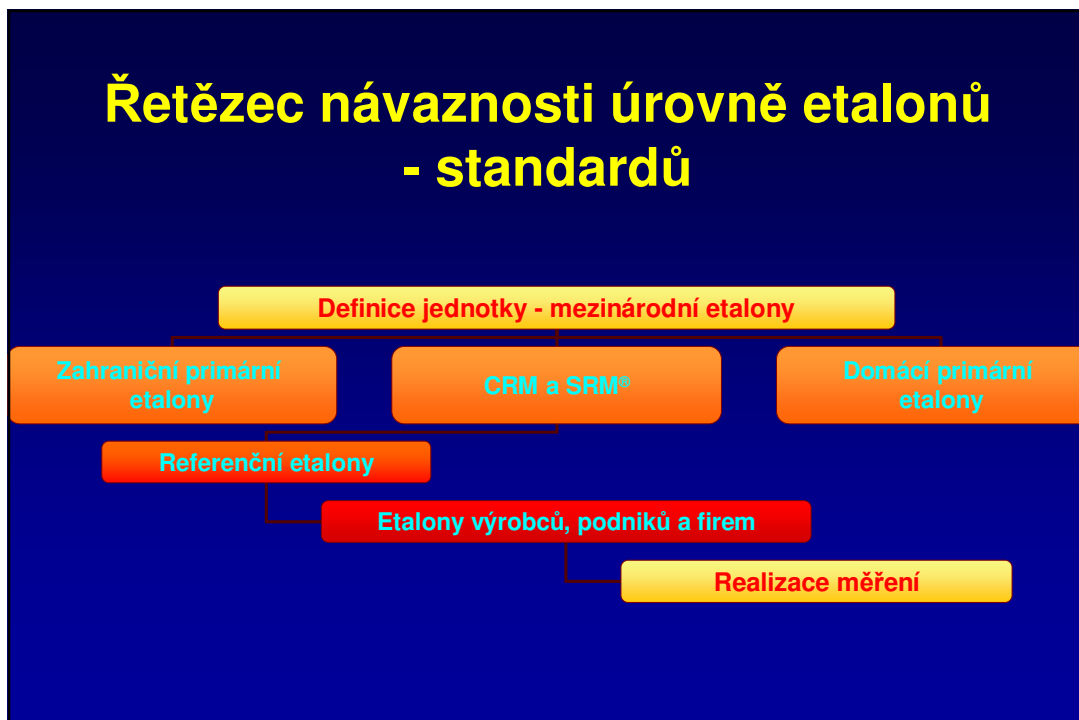 Řetězec návaznosti úrovně etalonů
- standardů
Definice jednotky - mezinárodní etalony
Zahraniční primární
etalony
CRM a SRM®
Domácí primární
etalony
Referenční etalony
Etalony výrobců, podniků a firem
Realizace měření